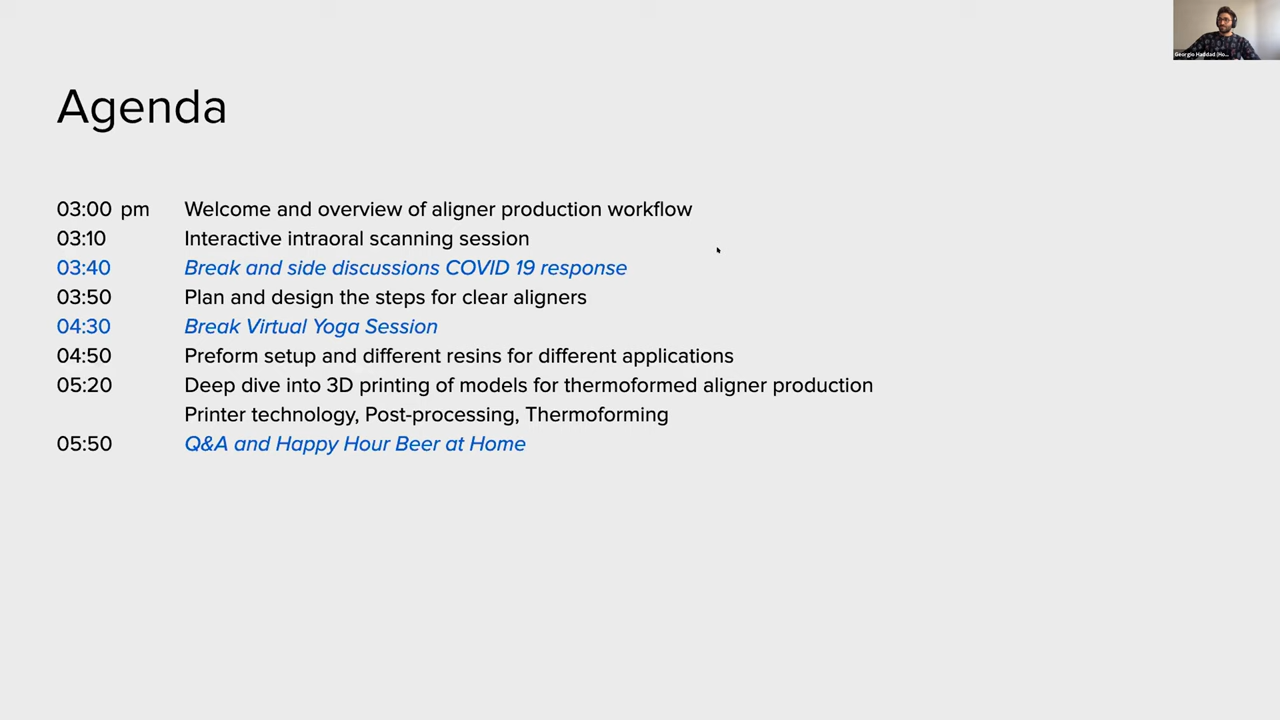 Georgio Haddad (Ho...
Agenda
03:00 pm Welcome and overview of aligner production workflow
03:10 Interactive intraoral scanning session
03:40 Break and side discussions COVID 19 response
03:50 Plan and design the steps for clear aligners
04:30 Break Virtual Yoga Session
04:50 Preform setup and different resins for different applications
05:20 Deep dive into 3D printing of models for thermoformed aligner production
Printer technology, Post-processing, Thermoforming
05:50 Q&A and Happy Hour Beer at Home